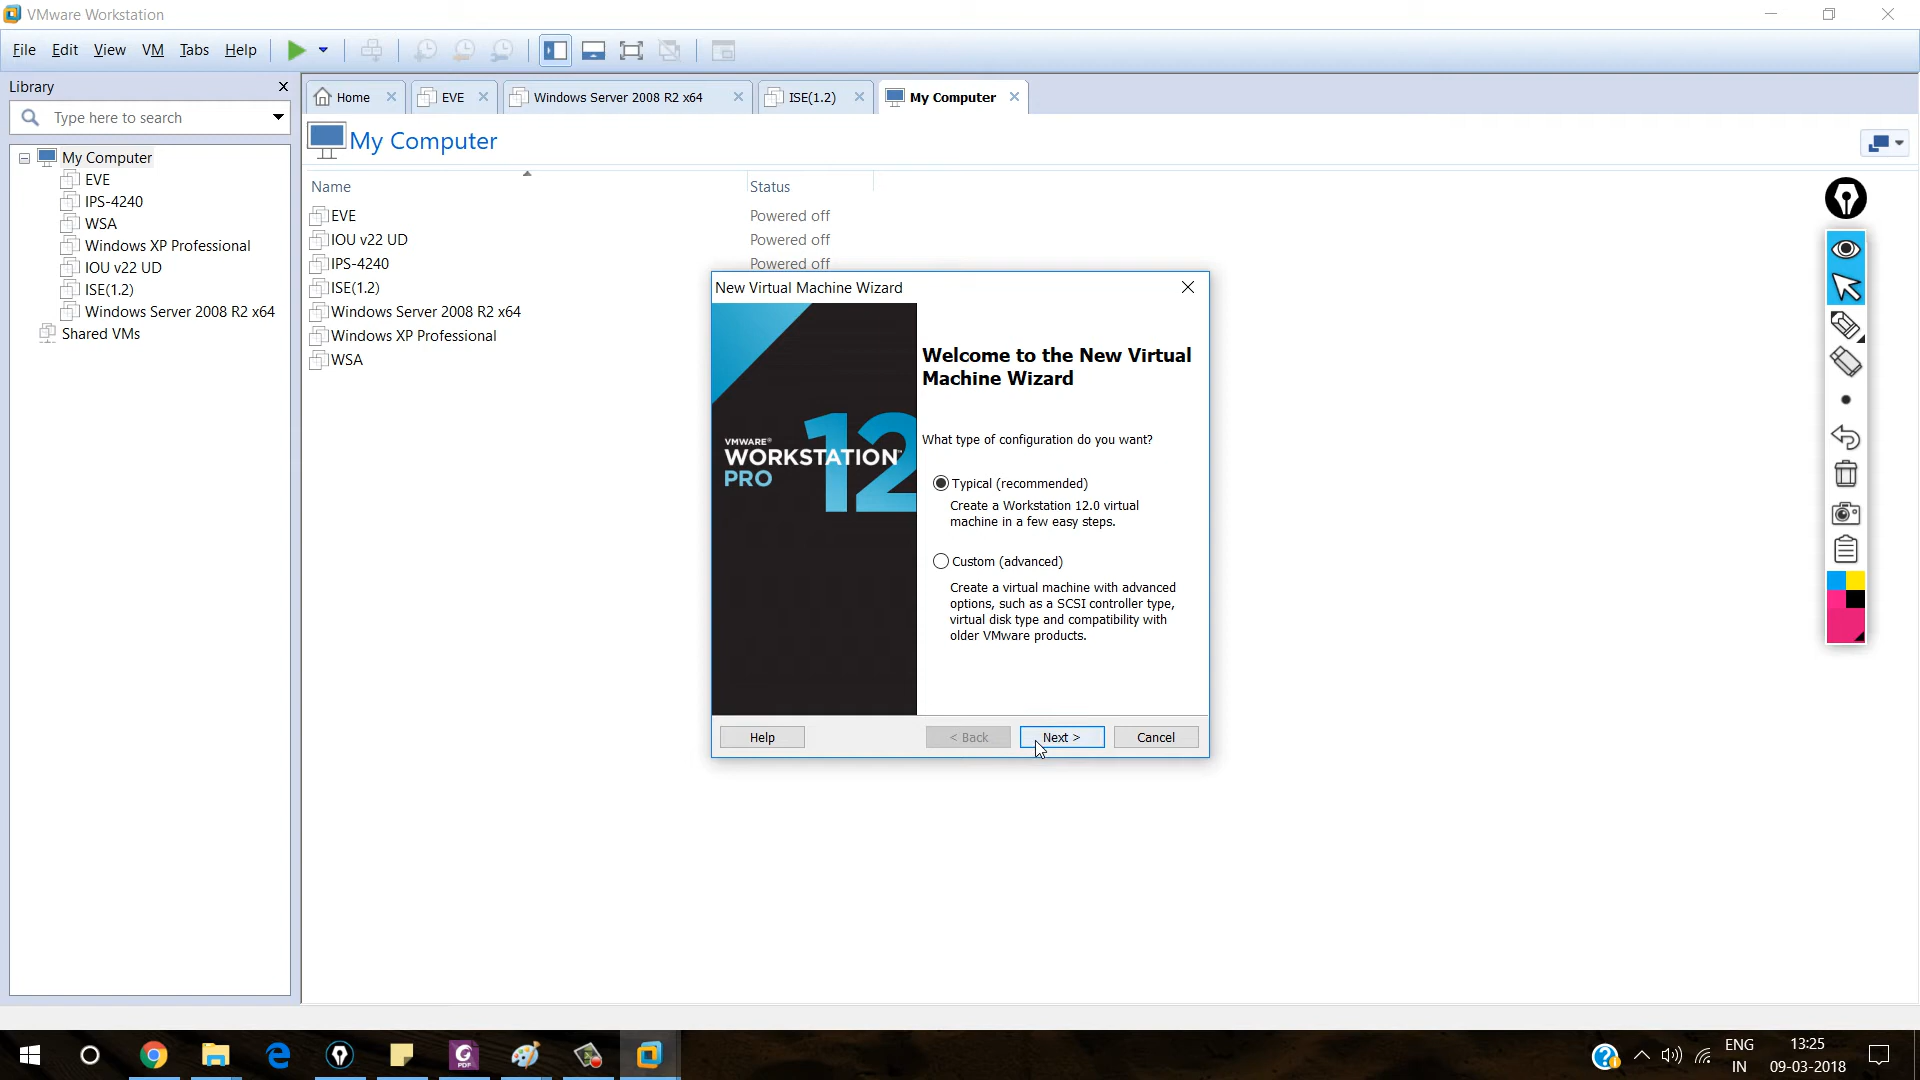 VMware Workstation
File Edit View VM Tabs Help
Library
Type here to search
My Computer
EVE
IPS-4240
WSA
Windows XP Professional
IOU v22 UD
ISE(1.2)
Windows Server 2008 R2 x64
Shared VMs
Home
EVE
Windows Server 2008 R2 x64
ISE(1.2)
My Computer
My Computer
Name Status
EVE Powered off
IOU v22 UD Powered off
IPS-4240 Powered off
ISE(1.2)
Windows Server 2008 R2 x64
Windows XP Professional
WSA
New Virtual Machine Wizard
VMWARE®
WORKSTATION™
PRO
12
Welcome to the New Virtual
Machine Wizard
What type of configuration do you want?
Typical (recommended)
Create a Workstation 12.0 virtual
machine in a few easy steps.
Custom (advanced)
Create a virtual machine with advanced
options, such as a SCSI controller type,
virtual disk type and compatibility with
older VMware products.
Help < Back Next > Cancel
PDF
ENG
IN
13:25
09-03-2018